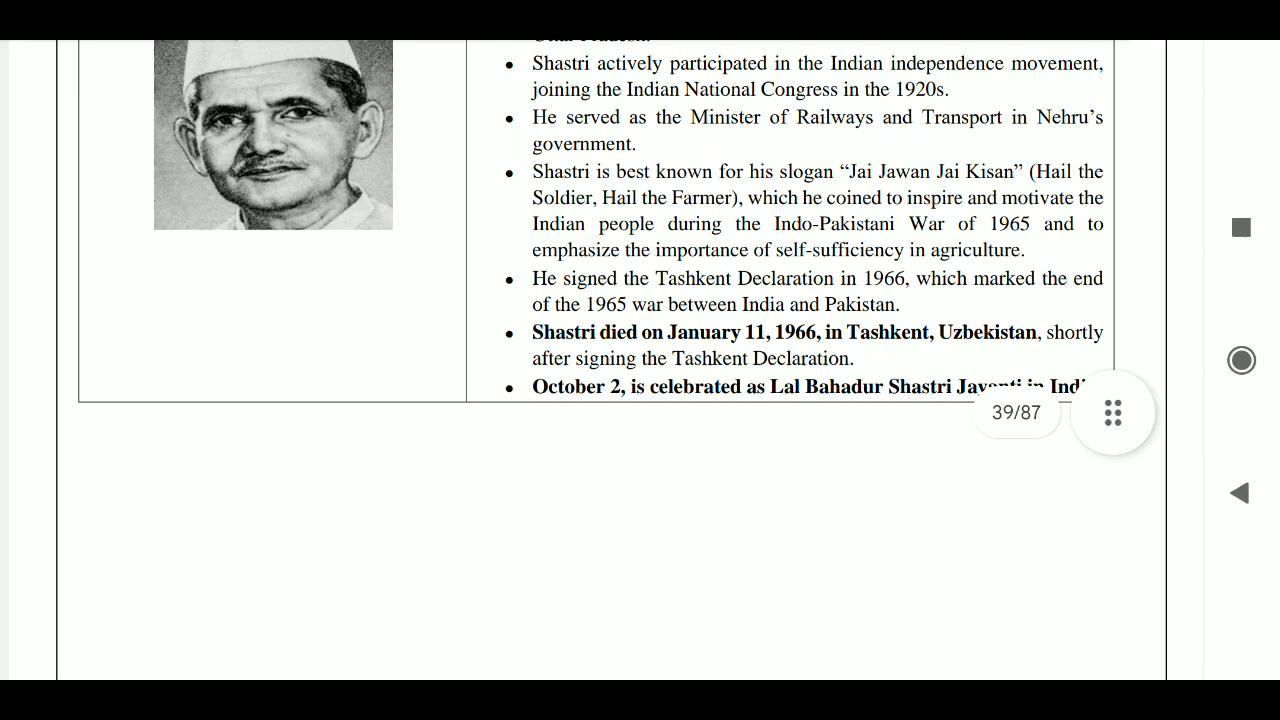 • Shastri actively participated in the Indian independence movement,
joining the Indian National Congress in the 1920s.
• He served as the Minister of Railways and Transport in Nehru’s
government.
• Shastri is best known for his slogan “Jai Jawan Jai Kisan” (Hail the
Soldier, Hail the Farmer), which he coined to inspire and motivate the
Indian people during the Indo-Pakistani War of 1965 and to
emphasize the importance of self-sufficiency in agriculture.
• He signed the Tashkent Declaration in 1966, which marked the end
of the 1965 war between India and Pakistan.
• Shastri died on January 11, 1966, in Tashkent, Uzbekistan, shortly
after signing the Tashkent Declaration.
• October 2, is celebrated as Lal Bahadur Shastri Jayanti in
39/87